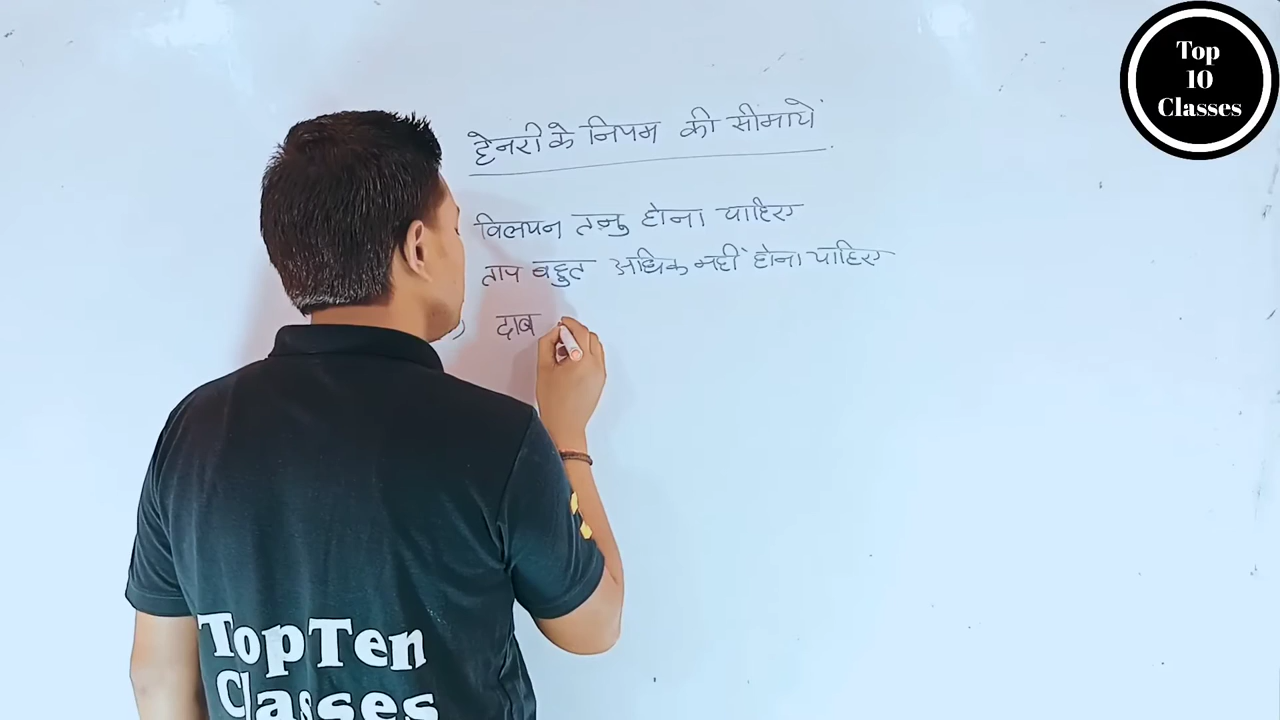 Top
10
Classes
हेनरी के नियम की सीमायें
विलयन तनु होना चाहिए
ताप बहुत अधिक नहीं होना चाहिए
) दाब
TopTen
Classes